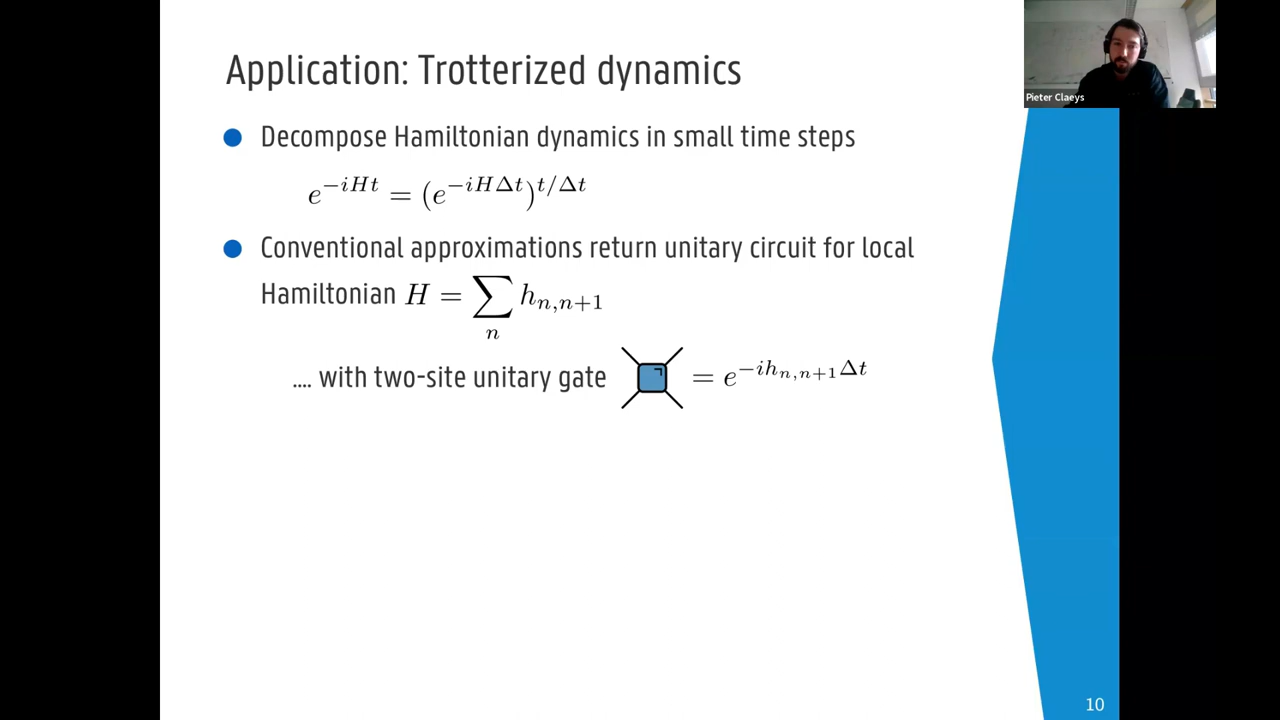 Application: Trotterized dynamics
Pieter Claeys
Decompose Hamiltonian dynamics in small time steps
e^{-iHt} = (e^{-iHΔt})^{t/Δt}
Conventional approximations return unitary circuit for local
Hamiltonian H = ∑_n h_{n,n+1}
.... with two-site unitary gate = e^{-ih_{n,n+1}Δt}
10